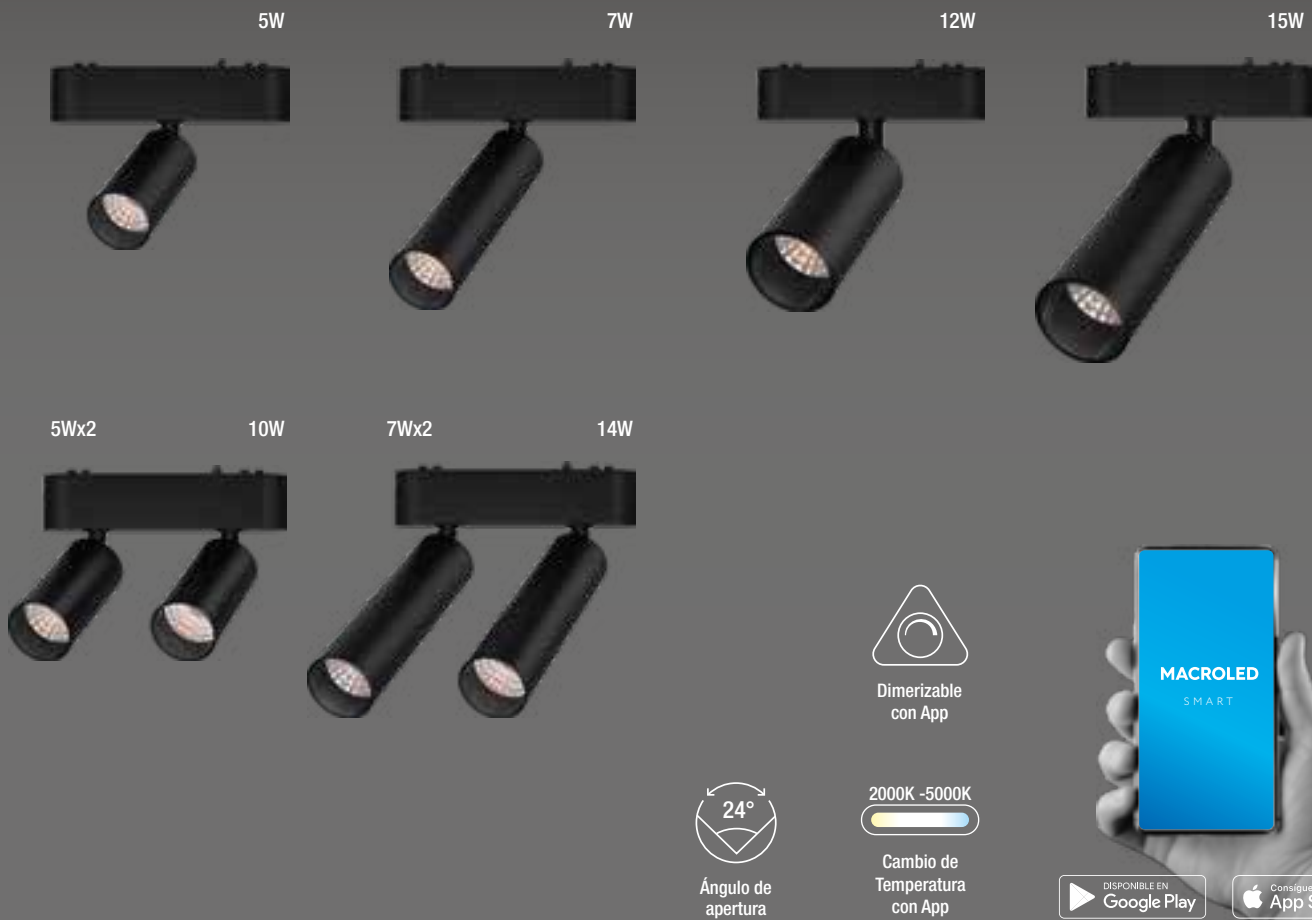 5W
7W
12W
15W
5Wx2
10W
7Wx2
14W
Dimerizable
con App
24°
Ángulo de
apertura
2000K -5000K
Cambio de
Temperatura
con App
MACROLED
SMART
DISPONIBLE EN
Google Play
App